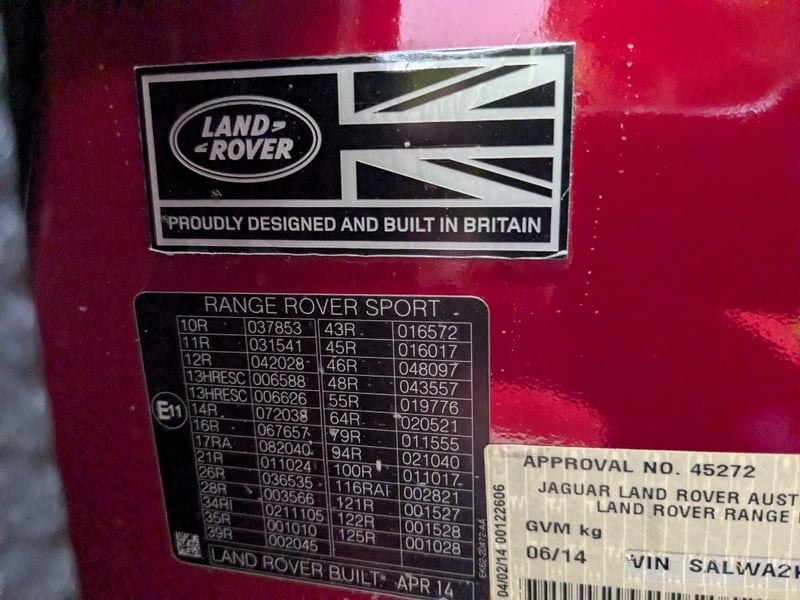 LAND
ROVER
PROUDLY DESIGNED AND BUILT IN BRITAIN
RANGE ROVER SPORT
10R 037853 43R 016572
11R 031541 45R 016017
12R 042028 46R 048097
13HRESC 006588 48R 043557
13HRESC 006626 55R 019776
14R 072038 64R 020521
16R 067657 79R 011555
17RA 082040 94R 021040
21R 011024 100R 011017
26R 036535 116RAI 002821
28R 003566 121R 001527
34RI 0211105 122R 001528
35R 001010 125R 001028
39R 002045
E11
LAND ROVER BUILT APR 14
EK62-20472-AA
04/02/14 00122606
APPROVAL NO. 45272
JAGUAR LAND ROVER AUST
LAND ROVER RANGE
GVM kg
06/14 VIN SALWA2